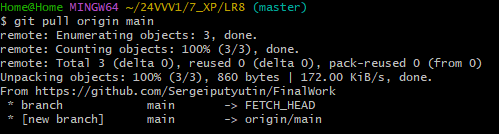 Home@Home MINGW64 ~/24VVV1/7_XP/LR8 (master)
$ git pull origin main
remote: Enumerating objects: 3, done.
remote: Counting objects: 100% (3/3), done.
remote: Total 3 (delta 0), reused 0 (delta 0), pack-reused 0 (from 0)
Unpacking objects: 100% (3/3), 860 bytes | 172.00 KiB/s, done.
From https://github.com/Sergeiputyutin/FinalWork
 * branch            main       -> FETCH_HEAD
 * [new branch]      main       -> origin/main